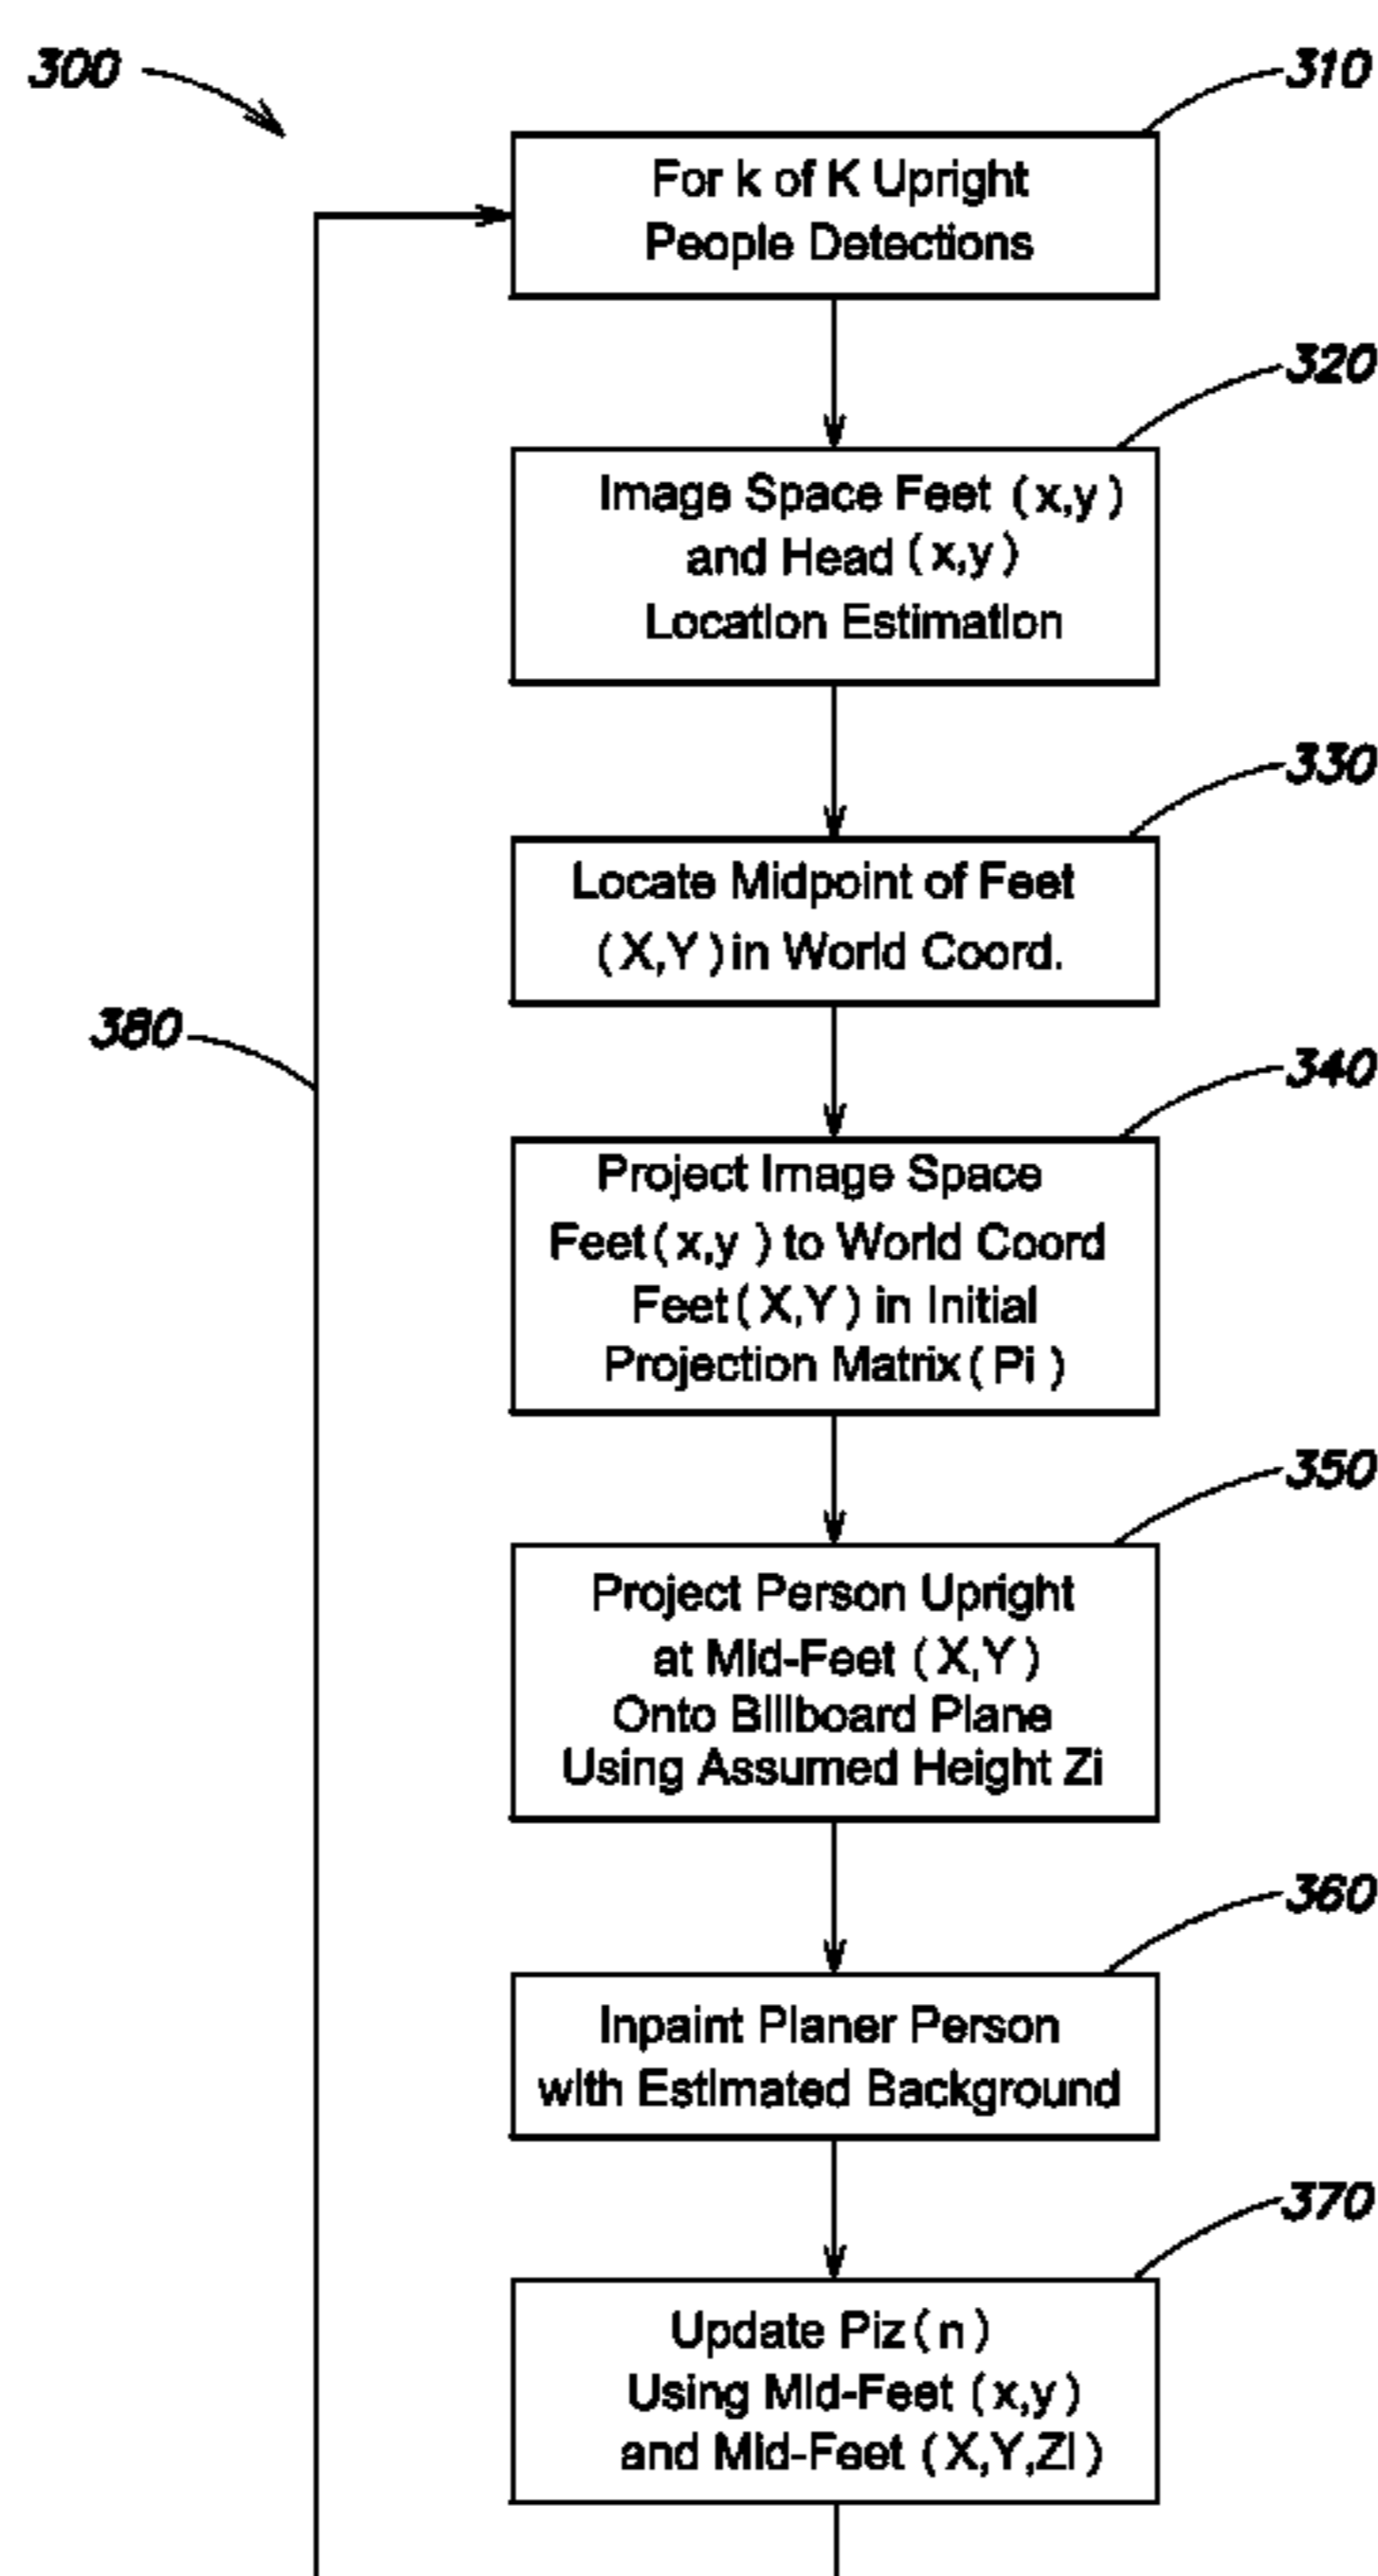 300
310
For k of K Upright
People Detections
320
Image Space Feet (x,y)
and Head (x,y)
Location Estimation
330
Locate Midpoint of Feet
(X,Y) in World Coord.
380
340
Project Image Space
Feet (x,y) to World Coord
Feet (X,Y) in Initial
Projection Matrix (Pi)
350
Project Person Upright
at Mid-Feet (X,Y)
Onto Billboard Plane
Using Assumed Height Zi
360
Inpaint Planer Person
with Estimated Background
370
Update Piz (n)
Using Mid-Feet (x,y)
and Mid-Feet (X,Y,Zi)